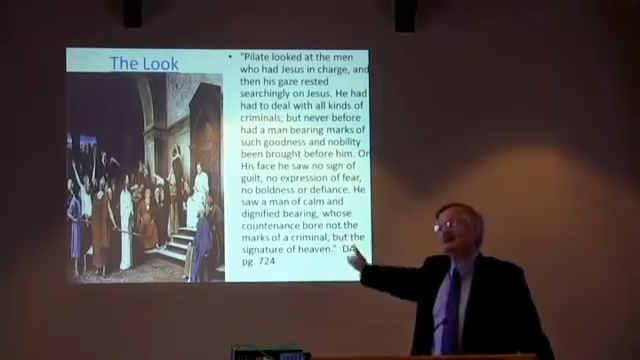 The Look
• "Pilate looked at the men
who had Jesus in charge, and
then his gaze rested
searchingly on Jesus. He had
had to deal with all kinds of
criminals; but never before
had a man bearing marks of
such goodness and nobility
been brought before him. On
His face he saw no sign of
guilt, no expression of fear,
no boldness or defiance. He
saw a man of calm and
dignified bearing, whose
countenance bore not the
marks of a criminal, but the
signature of heaven." DA
pg. 724